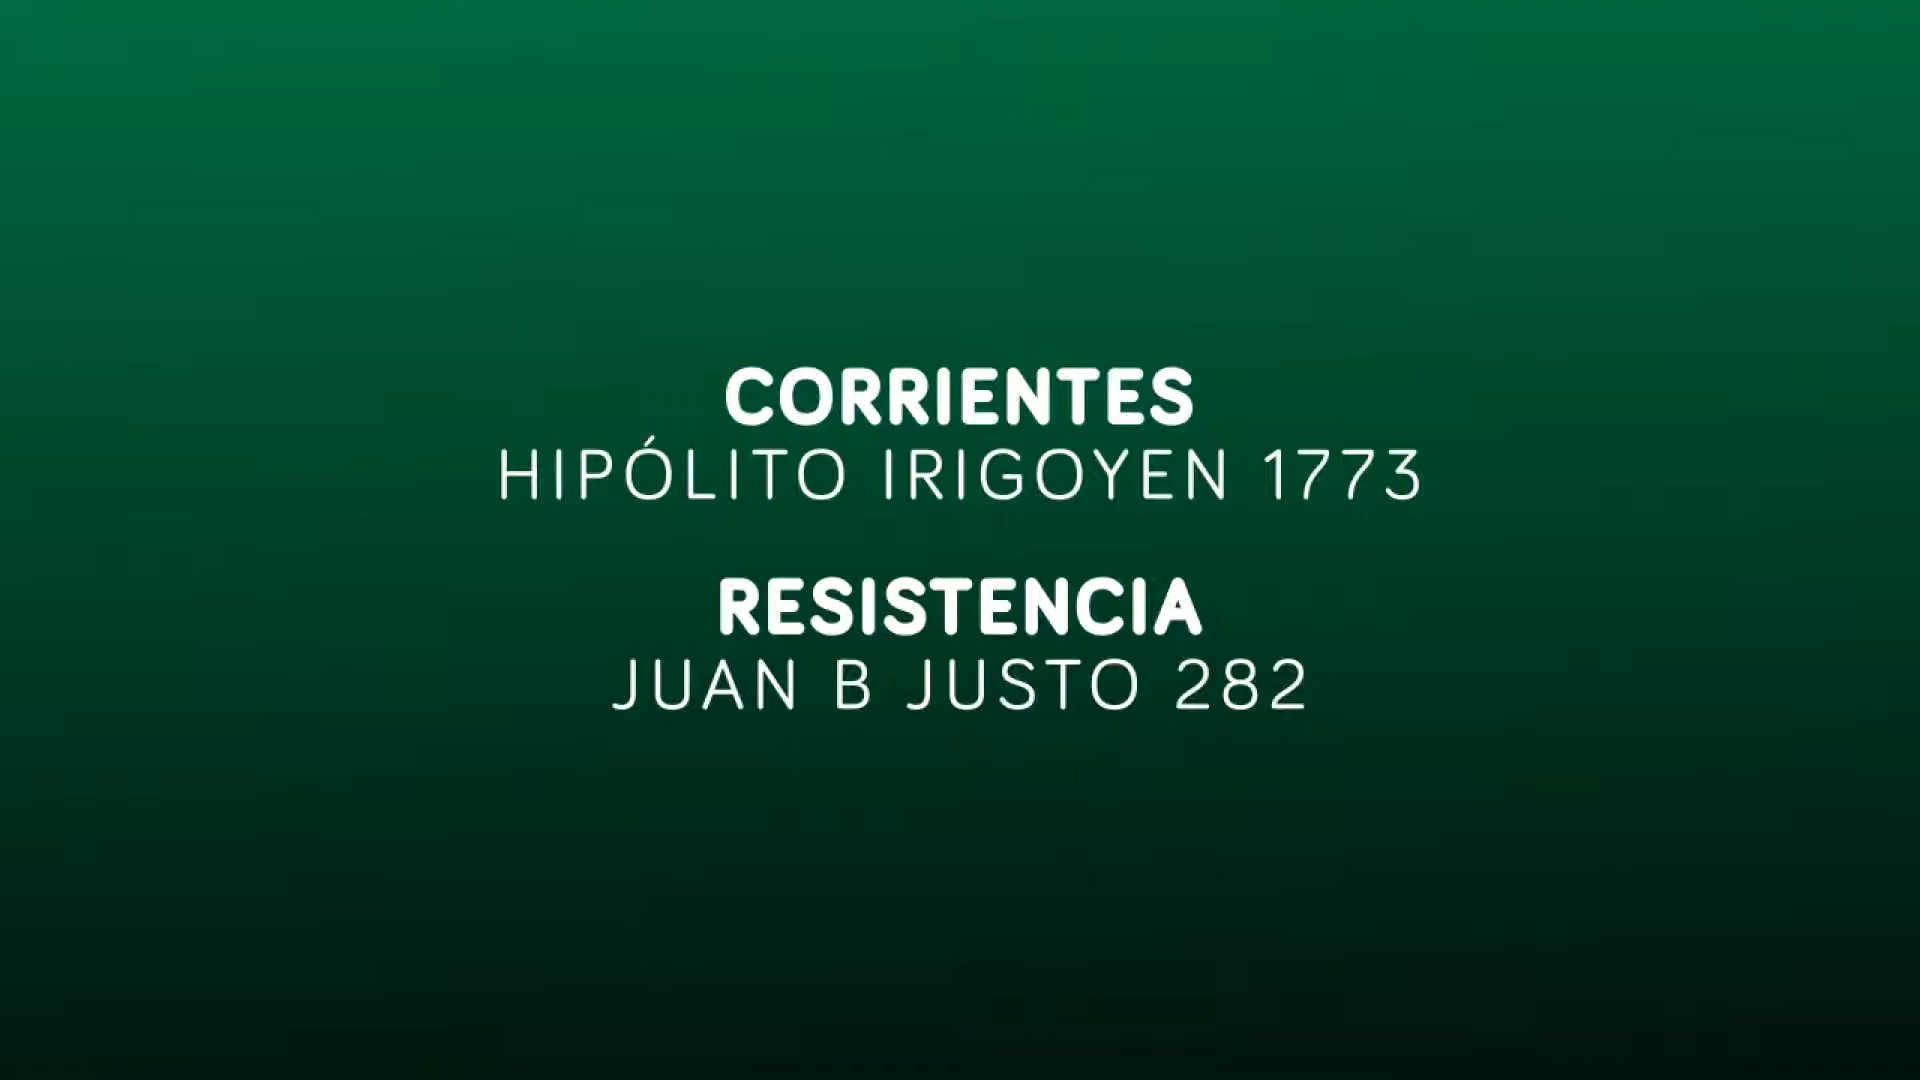 CORRIENTES
HIPÓLITO IRIGOYEN 1773
RESISTENCIA
JUAN B JUSTO 282